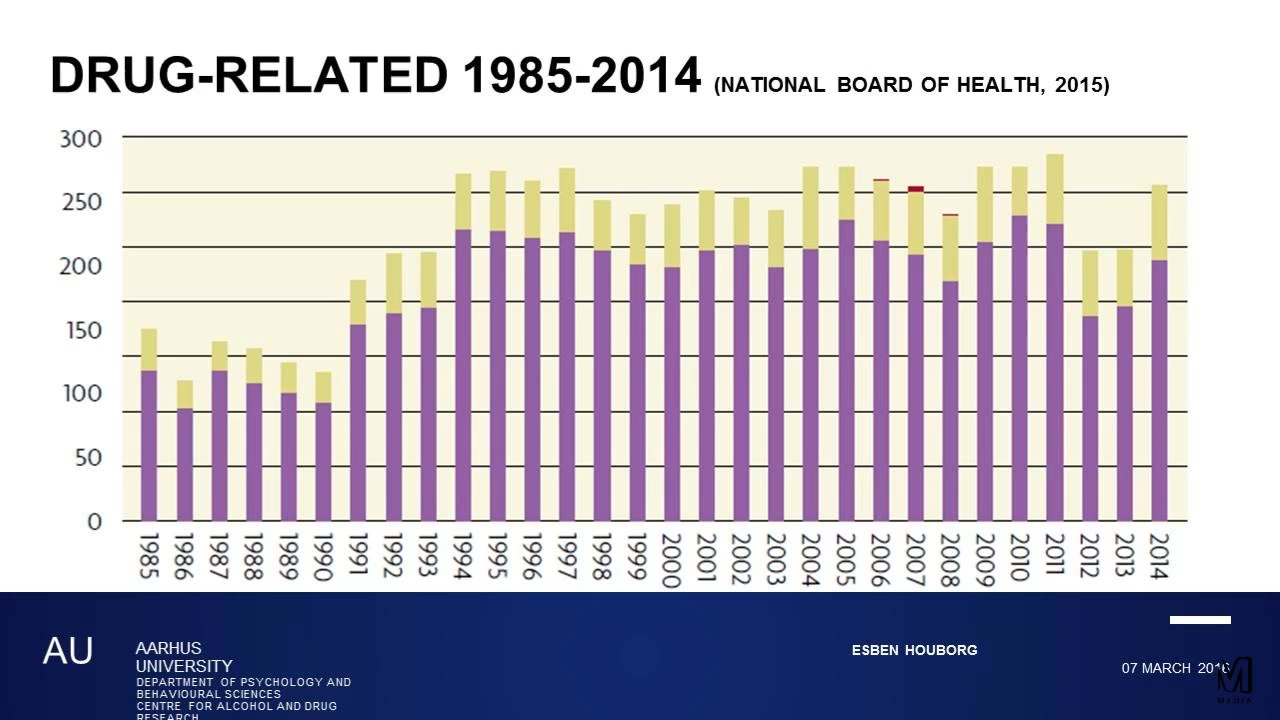 DRUG-RELATED 1985-2014 (NATIONAL BOARD OF HEALTH, 2015)
300
250
200
150
100
50
0
1985 1986 1987 1988 1989 1990 1991 1992 1993 1994 1995 1996 1997 1998 1999 2000 2001 2002 2003 2004 2005 2006 2007 2008 2009 2010 2011 2012 2013 2014
AU
AARHUS
UNIVERSITY
DEPARTMENT OF PSYCHOLOGY AND
BEHAVIOURAL SCIENCES
CENTRE FOR ALCOHOL AND DRUG
RESEARCH
ESBEN HOUBORG
07 MARCH 2016
M
MEDIA